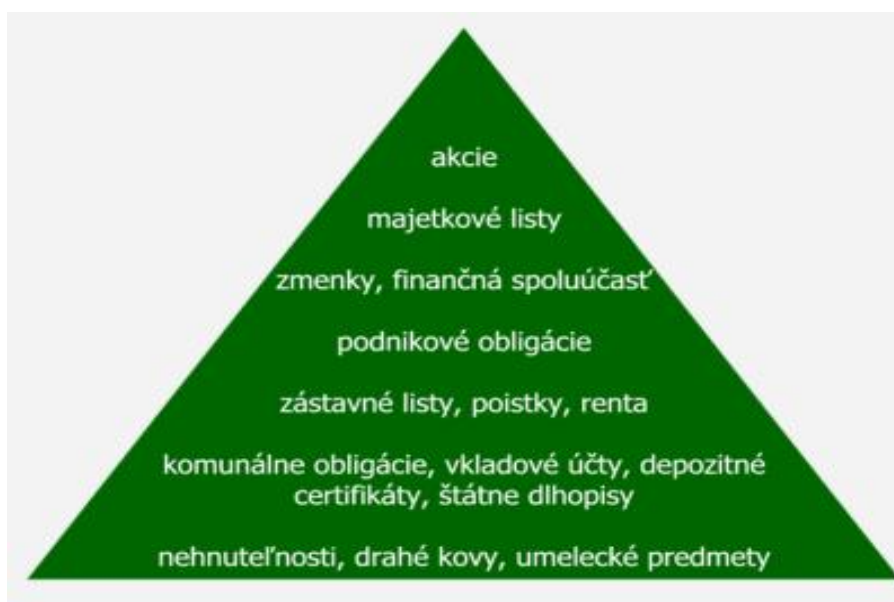 akcie
majetkové listy
zmenky, finančná spoluúčasť
podnikové obligácie
zástavné listy, poistky, renta
komunálne obligácie, vkladové účty, depozitné
certifikáty, štátne dlhopisy
nehnuteľnosti, drahé kovy, umelecké predmety